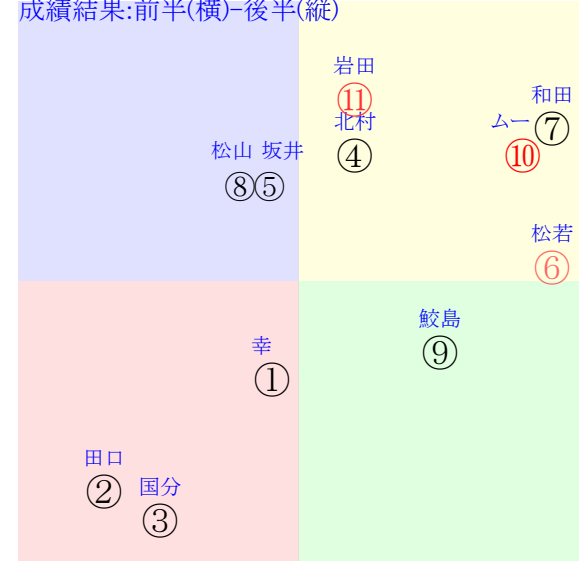 成績結果:前半(横)-後半(縦)
岩田
⑪
和田
⑦
北村
④
ムー
⑩
松山 坂井
⑧⑤
松若
⑥
鮫島
⑨
幸
①
田口
②
国分
③